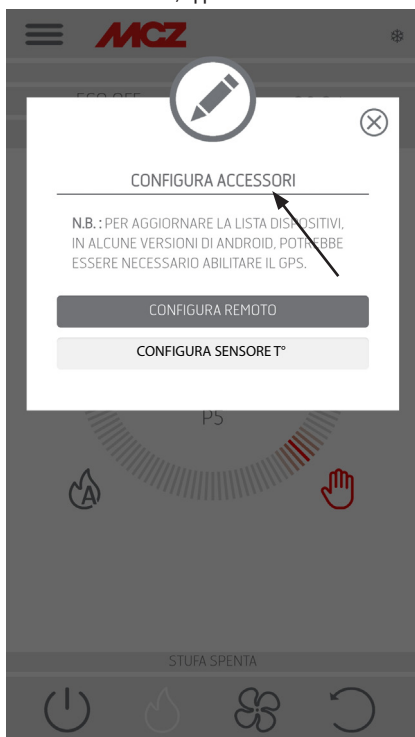 MCZ
CONFIGURA ACCESSORI
N.B. : PER AGGIORNARE LA LISTA DISPOSITIVI,
IN ALCUNE VERSIONI DI ANDROID, POTREBBE
ESSERE NECESSARIO ABILITARE IL GPS.
CONFIGURA REMOTO
CONFIGURA SENSORE T°
P5
A
STUFA SPENTA